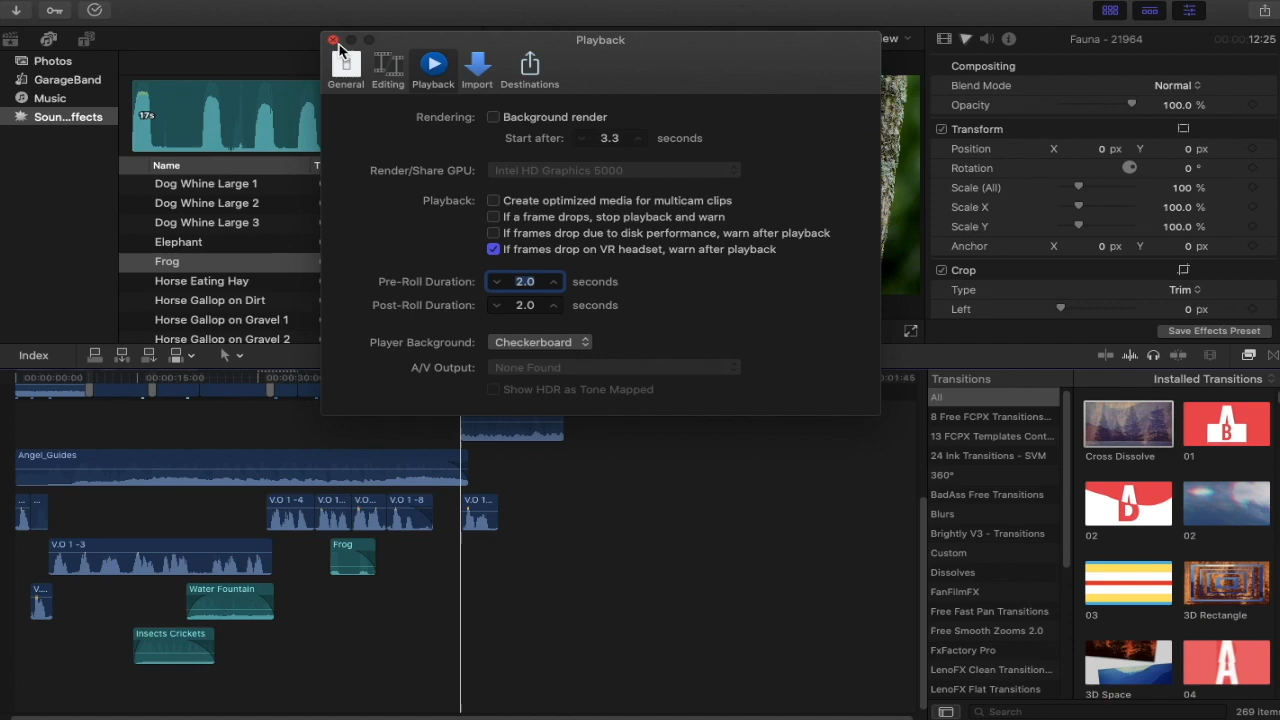 Playback
ew
Fauna - 21964
00:00:12:25
General
Editing
Playback
Import
Destinations
Photos
GarageBand
Music
Soun...ffects
17s
Name
Dog Whine Large 1
Dog Whine Large 2
Dog Whine Large 3
Elephant
Frog
Horse Eating Hay
Horse Gallop on Dirt
Horse Gallop on Gravel 1
Horse Gallop on Gravel 2
Rendering:
Background render
Start after: 3.3 seconds
Render/Share GPU: Intel HD Graphics 5000
Playback:
Create optimized media for multicam clips
If a frame drops, stop playback and warn
If frames drop due to disk performance, warn after playback
If frames drop on VR headset, warn after playback
Pre-Roll Duration: 2.0 seconds
Post-Roll Duration: 2.0 seconds
Player Background: Checkerboard
A/V Output: None Found
Show HDR as Tone Mapped
Compositing
Blend Mode Normal
Opacity 100.0 %
Transform
Position X 0 px Y 0 px
Rotation 0 °
Scale (All) 100 %
Scale X 100.0 %
Scale Y 100.0 %
Anchor X 0 px Y 0 px
Crop
Type Trim
Left 0 px
Save Effects Preset
Index
00:00:00:00
00:00:15:00
00:00:30:00
:01:45
Angel_Guides
...
...
V.O 1 -4
V.O 1...
V.O...
V.O 1 -8
V.O 1...
V.O 1 -3
Frog
V....
Water Fountain
Insects Crickets
Transitions
Installed Transitions
All
8 Free FCPX Transitions...
13 FCPX Templates Cont...
24 Ink Transitions - SVM
360°
BadAss Free Transitions
Blurs
Brightly V3 - Transitions
Custom
Dissolves
FanFilmFX
Free Fast Pan Transitions
Free Smooth Zooms 2.0
FxFactory Pro
LenoFX Clean Transition...
LenoFX Flat Transitions
B
Cross Dissolve
01
A
02
02
03
3D Rectangle
A
3D Space
04
Search
269 items